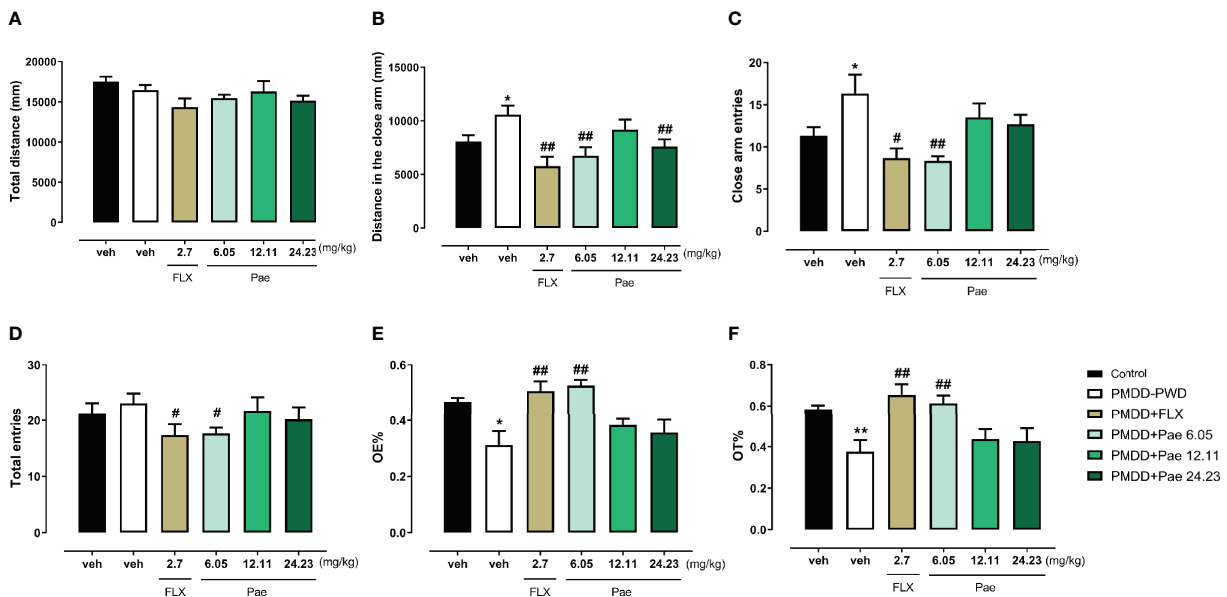 A
Total distance (mm)
20000
15000
10000
5000
0
veh veh 2.7 6.05 12.11 24.23 (mg/kg)
FLX Pae
B
Distance in the close arm (mm)
15000
10000
5000
0
*
##
##
##
veh veh 2.7 6.05 12.11 24.23 (mg/kg)
FLX Pae
C
Close arm entries
20
15
10
5
0
*
#
##
veh veh 2.7 6.05 12.11 24.23 (mg/kg)
FLX Pae
D
Total entries
30
20
10
0
#
#
veh veh 2.7 6.05 12.11 24.23 (mg/kg)
FLX Pae
E
OE%
0.6
0.4
0.2
0.0
*
##
##
veh veh 2.7 6.05 12.11 24.23 (mg/kg)
FLX Pae
F
OT%
0.8
0.6
0.4
0.2
0.0
**
##
##
veh veh 2.7 6.05 12.11 24.23 (mg/kg)
FLX Pae
Control
PMDD-PWD
PMDD+FLX
PMDD+Pae 6.05
PMDD+Pae 12.11
PMDD+Pae 24.23